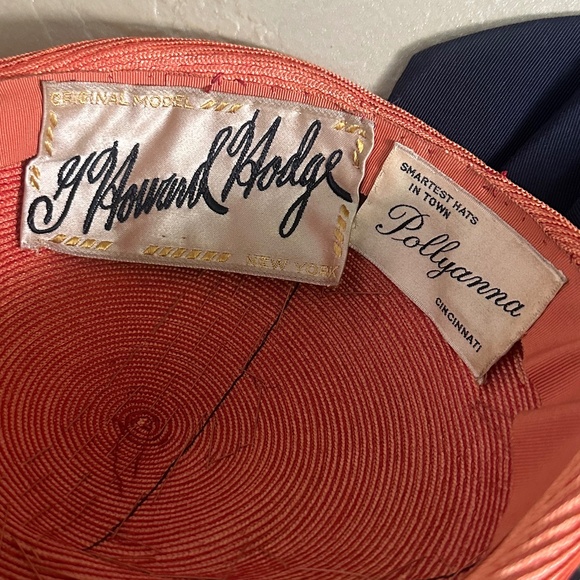 ORIGINAL MODEL
G Howard Hodge
NEW YORK
SMARTEST HATS
IN TOWN
Pollyanna
CINCINNATI